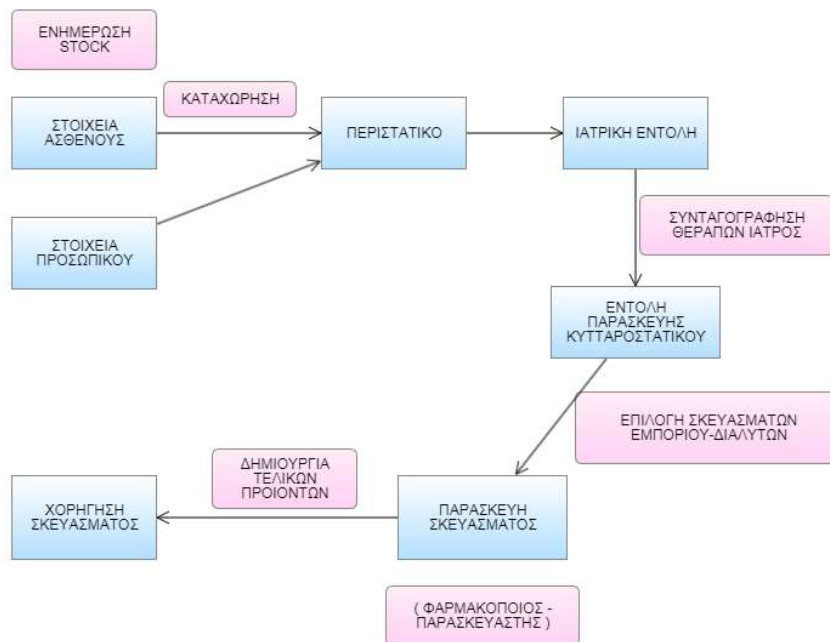 ΕΝΗΜΕΡΩΣΗ
STOCK
ΚΑΤΑΧΩΡΗΣΗ
ΣΤΟΙΧΕΙΑ
ΑΣΘΕΝΟΥΣ
ΠΕΡΙΣΤΑΤΙΚΟ
ΙΑΤΡΙΚΗ ΕΝΤΟΛΗ
ΣΥΝΤΑΓΟΓΡΑΦΗΣΗ
ΘΕΡΑΠΩΝ ΙΑΤΡΟΣ
ΣΤΟΙΧΕΙΑ
ΠΡΟΣΩΠΙΚΟΥ
ΕΝΤΟΛΗ
ΠΑΡΑΣΚΕΥΗΣ
ΚΥΤΤΑΡΟΣΤΑΤΙΚΟΥ
ΕΠΙΛΟΓΗ ΣΚΕΥΑΣΜΑΤΩΝ
ΕΜΠΟΡΙΟΥ-ΔΙΑΛΥΤΩΝ
ΔΗΜΙΟΥΡΓΙΑ
ΤΕΛΙΚΩΝ
ΠΡΟΙΟΝΤΩΝ
ΧΟΡΗΓΗΣΗ
ΣΚΕΥΑΣΜΑΤΟΣ
ΠΑΡΑΣΚΕΥΗ
ΣΚΕΥΑΣΜΑΤΟΣ
( ΦΑΡΜΑΚΟΠΟΙΟΣ -
ΠΑΡΑΣΚΕΥΑΣΤΗΣ )